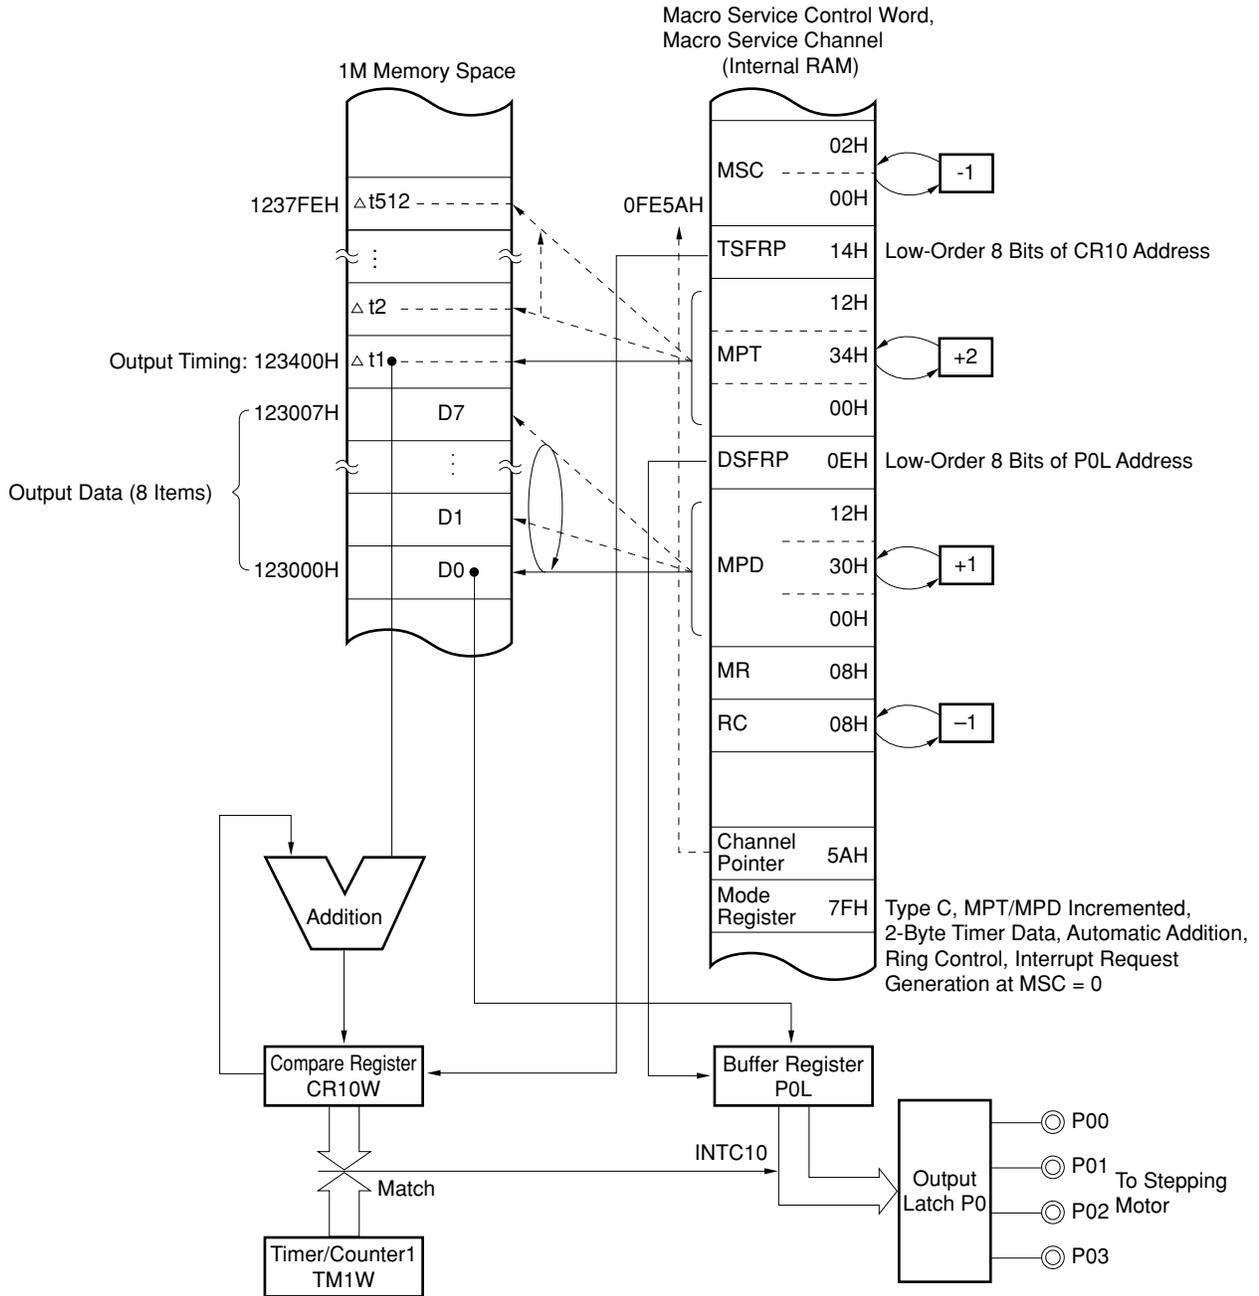 Macro Service Control Word,
Macro Service Channel
(Internal RAM)
1M Memory Space
02H
MSC
-1
00H
1237FEH
△t512
0FE5AH
TSFRP 14H
Low-Order 8 Bits of CR10 Address
⋮
12H
△ t2
Output Timing: 123400H
△ t1
MPT 34H
+2
00H
123007H
D7
DSFRP 0EH
Low-Order 8 Bits of P0L Address
⋮
Output Data (8 Items)
12H
D1
123000H
D0
MPD 30H
+1
00H
MR 08H
RC 08H
–1
Channel
Pointer 5AH
Mode
Register 7FH
Type C, MPT/MPD Incremented,
2-Byte Timer Data, Automatic Addition,
Ring Control, Interrupt Request
Generation at MSC = 0
Addition
Compare Register
CR10W
Buffer Register
P0L
INTC10
Match
Timer/Counter1
TM1W
Output
Latch P0
P00
P01
P02
P03
To Stepping
Motor